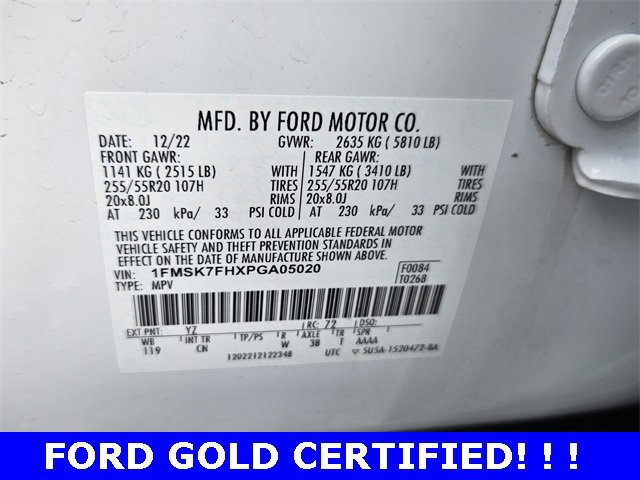 MFD. BY FORD MOTOR CO.
DATE: 12/22 GVWR: 2635 KG ( 5810 LB)
FRONT GAWR: REAR GAWR:
1141 KG ( 2515 LB) WITH 1547 KG ( 3410 LB) WITH
255/55R20 107H TIRES 255/55R20 107H TIRES
20x8.0J RIMS 20x8.0J RIMS
AT 230 kPa/ 33 PSI COLD AT 230 kPa/ 33 PSI COLD
THIS VEHICLE CONFORMS TO ALL APPLICABLE FEDERAL MOTOR
VEHICLE SAFETY AND THEFT PREVENTION STANDARDS IN EFFECT
ON THE DATE OF MANUFACTURE SHOWN ABOVE.
VIN: 1FMSK7FHXPGA05020 F0084
TYPE: MPV T0268
EXT PNT: YZ RC: 72 DSO:
WB INT TR TP/PS R AXLE TR SPR
119 CN W 3B T AAAA
1202212122348 UTC 5U5A-1520472-BA
FORD GOLD CERTIFIED! ! !